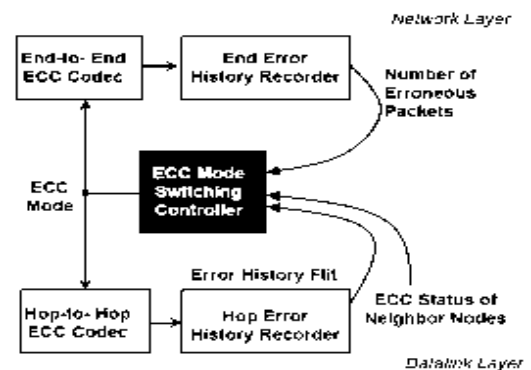 Network Layer
End-to- End
ECC Codec
End Error
History Recorder
Number of
Erroneous
Packets
ECC Mode
Switching
Controller
ECC
Mode
Error History Flit
Hop-to- Hop
ECC Codec
Hop Error
History Recorder
ECC Status of
Neighbor Nodes
Datalink Layer